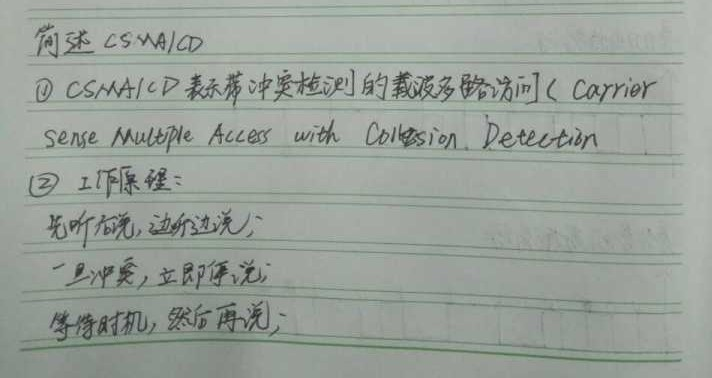 简述 CSMA/CD
① CSMA/CD 表示带冲突检测的载波多路访问( Carrier
sense Multiple Access with Collesion Detection
② 工作原理:
先听后说,边听边说;
一旦冲突,立即停说;
等待时机,然后再说;